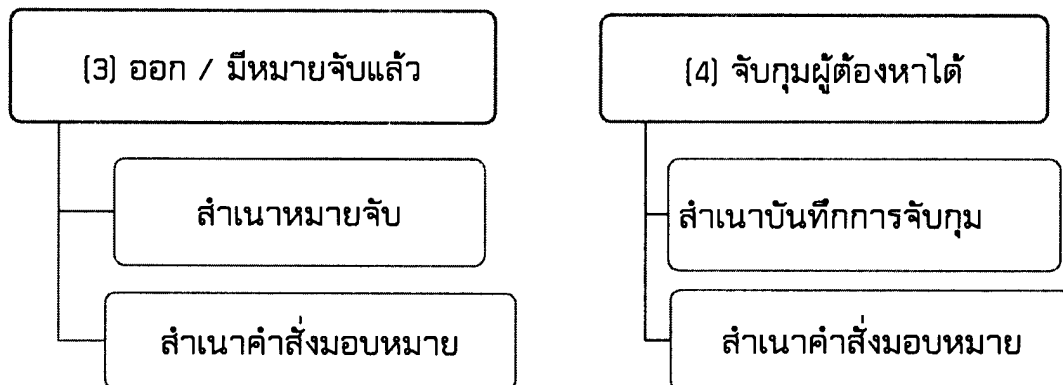 (3) ออก / มีหมายจับแล้ว
สำเนาหมายจับ
สำเนาคำสั่งมอบหมาย
(4) จับกุมผู้ต้องหาได้
สำเนาบันทึกการจับกุม
สำเนาคำสั่งมอบหมาย